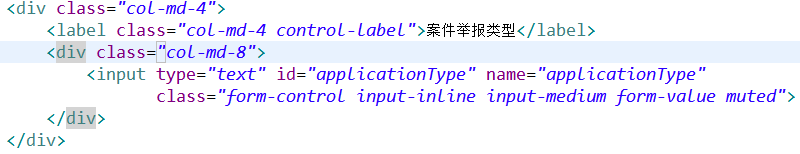 <div class="col-md-4">
<label class="col-md-4 control-label">案件举报类型</label>
<div class="col-md-8">
<input type="text" id="applicationType" name="applicationType"
class="form-control input-inline input-medium form-value muted">
</div>
</div>